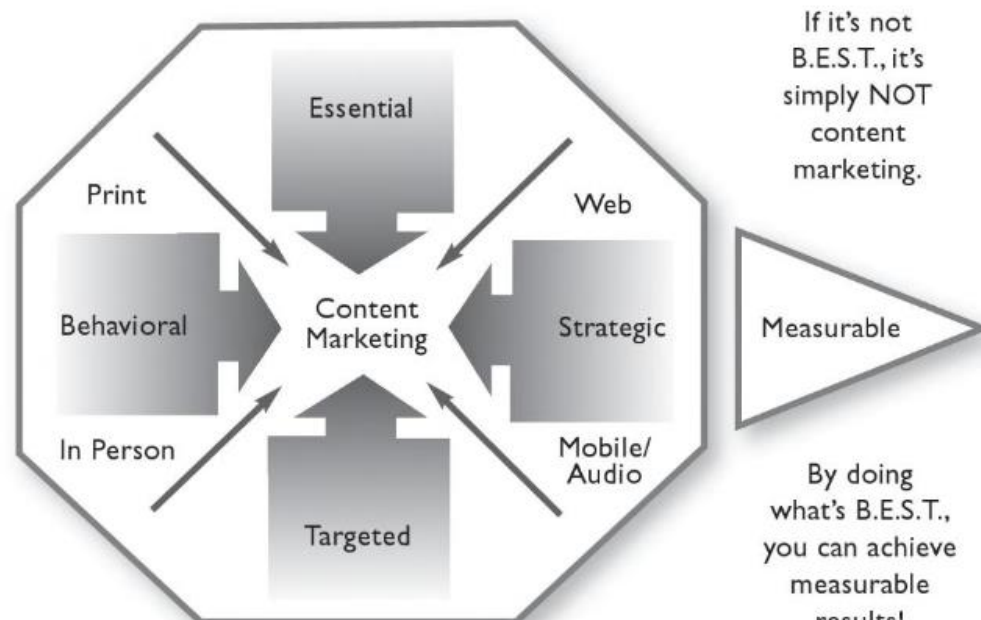 If it's not
B.E.S.T., it's
simply NOT
content
marketing.
Essential
Print
Web
Behavioral
Content
Marketing
Strategic
Measurable
In Person
Mobile/
Audio
Targeted
By doing
what's B.E.S.T.,
you can achieve
measurable
results!